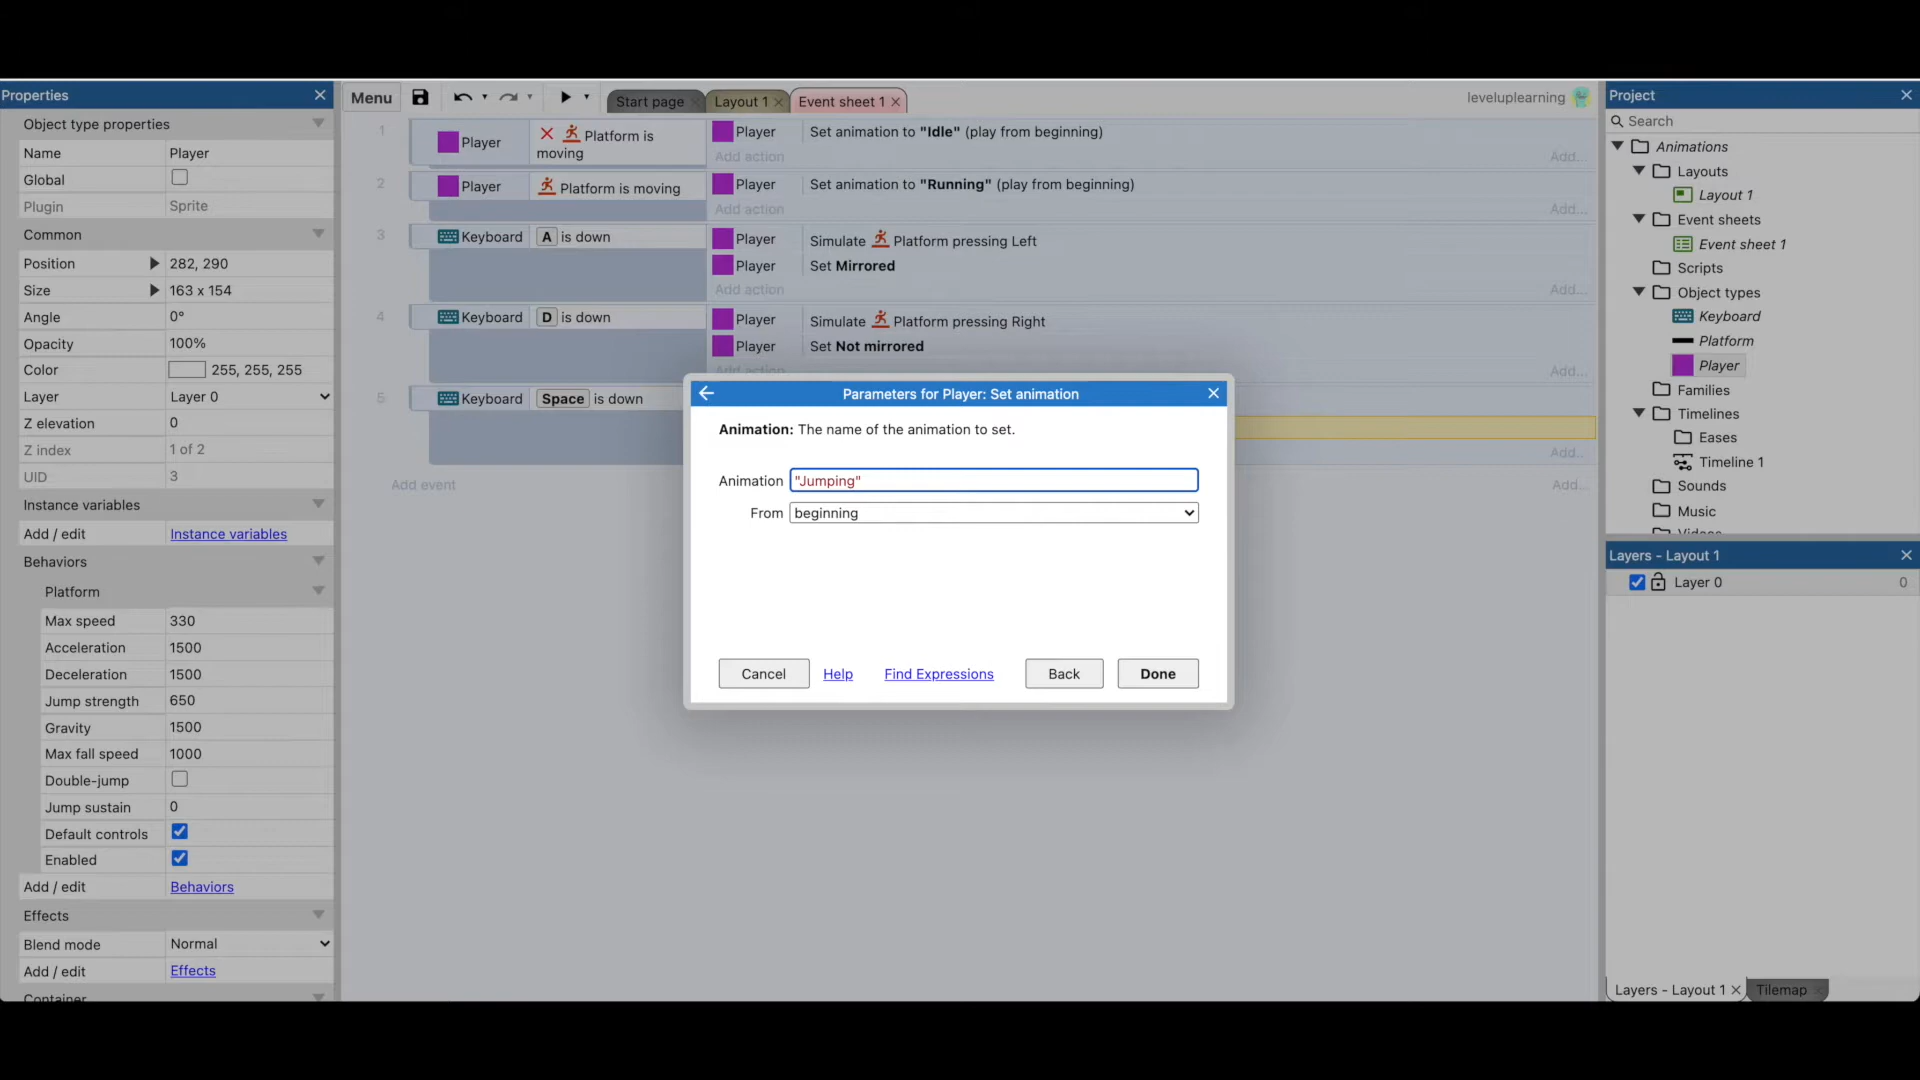 Properties
Object type properties
Name Player
Global
Plugin Sprite
Common
Position 282, 290
Size 163 x 154
Angle 0°
Opacity 100%
Color 255, 255, 255
Layer Layer 0
Z elevation 0
Z index 1 of 2
UID 3
Instance variables
Add / edit Instance variables
Behaviors
Platform
Max speed 330
Acceleration 1500
Deceleration 1500
Jump strength 650
Gravity 1500
Max fall speed 1000
Double-jump
Jump sustain 0
Default controls
Enabled
Add / edit Behaviors
Effects
Blend mode Normal
Add / edit Effects
Container
Menu
Start page
Layout 1
Event sheet 1
leveluplearning
1 Player Platform is moving
Player Set animation to "Idle" (play from beginning)
Add action Add...
2 Player Platform is moving
Player Set animation to "Running" (play from beginning)
Add action Add...
3 Keyboard A is down
Player Simulate Platform pressing Left
Player Set Mirrored
Add action Add...
4 Keyboard D is down
Player Simulate Platform pressing Right
Player Set Not mirrored
Add action Add...
5 Keyboard Space is down
Add...
Add event Add...
Parameters for Player: Set animation
Animation: The name of the animation to set.
Animation "Jumping"
From beginning
Cancel Help Find Expressions Back Done
Project
Search
Animations
Layouts
Layout 1
Event sheets
Event sheet 1
Scripts
Object types
Keyboard
Platform
Player
Families
Timelines
Eases
Timeline 1
Sounds
Music
Videos
Layers - Layout 1
Layer 0 0
Layers - Layout 1 Tilemap